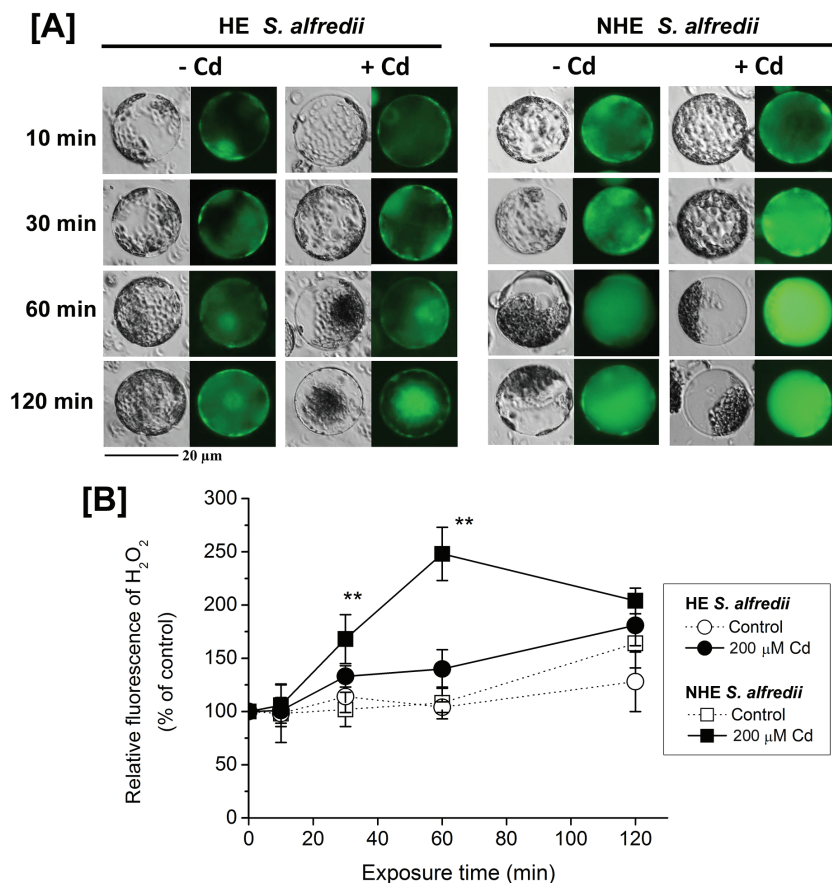 [A]
HE S. alfredii
NHE S. alfredii
- Cd
+ Cd
- Cd
+ Cd
10 min
30 min
60 min
120 min
20 μm
[B]
300
250
200
150
100
50
0
Relative fluorescence of H₂O₂
(% of control)
**
**
0
20
40
60
80
100
120
Exposure time (min)
HE S. alfredii
Control
200 μM Cd
NHE S. alfredii
Control
200 μM Cd